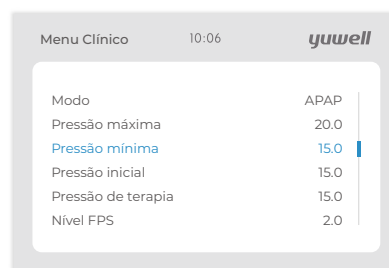 Menu Clínico 10:06 yuwell
Modo APAP
Pressão máxima 20.0
Pressão mínima 15.0
Pressão inicial 15.0
Pressão de terapia 15.0
Nível FPS 2.0